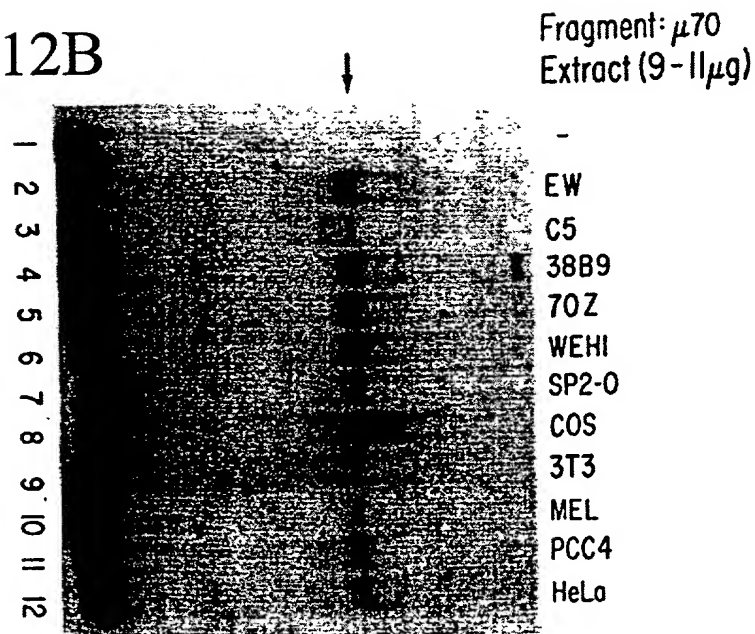 12B
Fragment: μ70
Extract (9-11μg)
1 -
2 EW
3 C5
4 38B9
5 70Z
6 WEHI
7 SP2-0
8 COS
9 3T3
10 MEL
11 PCC4
12 HeLa